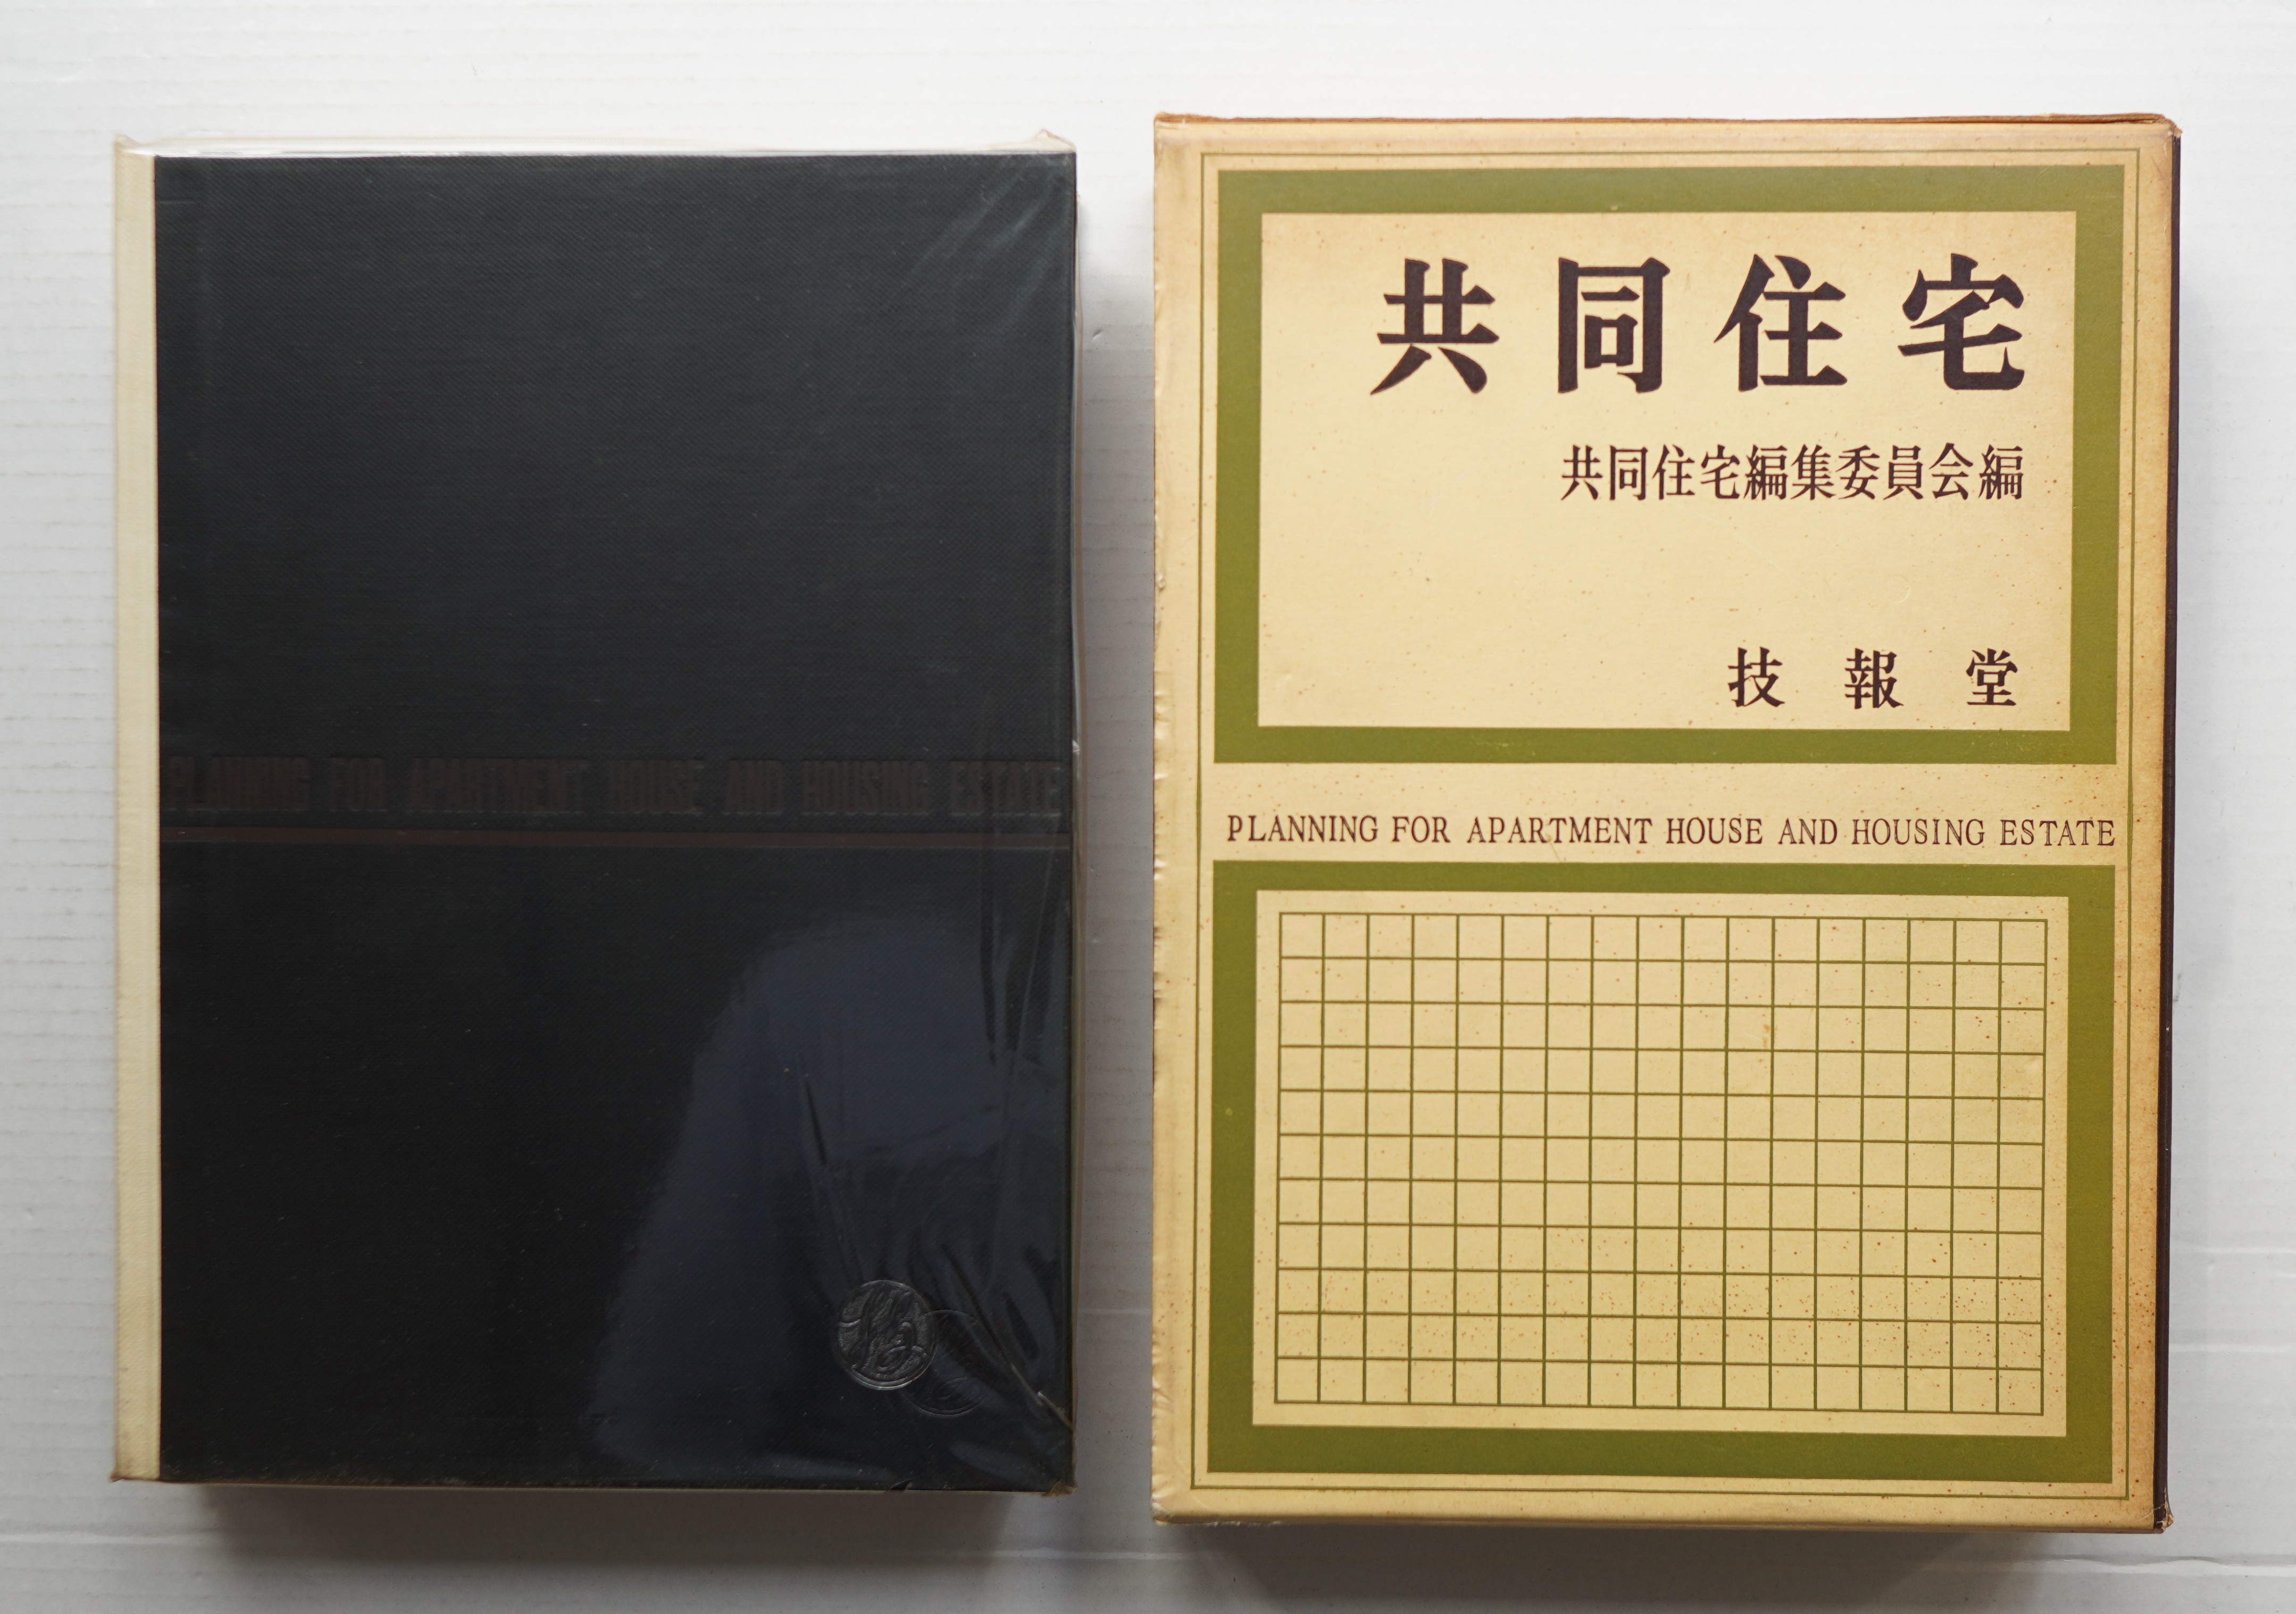 PLANNING FOR APARTMENT HOUSE AND HOUSING ESTATE
共同住宅
共同住宅編集委員会編
技報堂
PLANNING FOR APARTMENT HOUSE AND HOUSING ESTATE